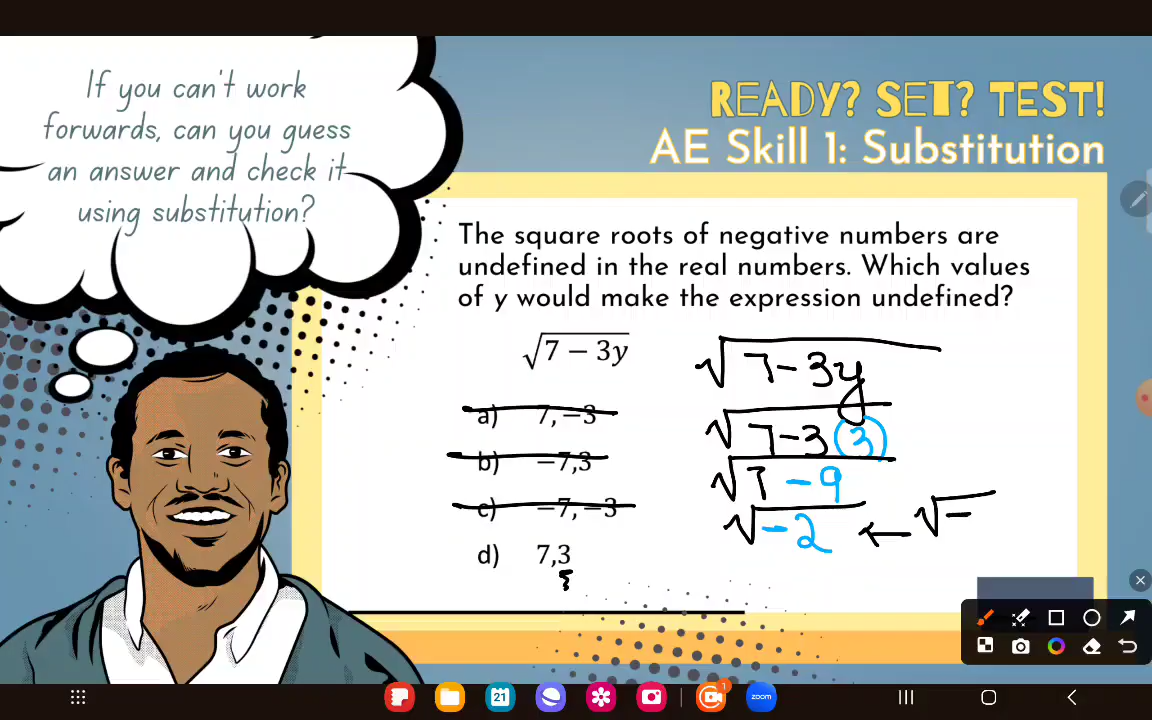 If you can't work
forwards, can you guess
an answer and check it
using substitution?
READY? SET? TEST!
AE Skill 1: Substitution
The square roots of negative numbers are
undefined in the real numbers. Which values
of y would make the expression undefined?
√7 − 3y
a) 7, −3
b) −7,3
c) −7, −3
d) 7,3
√7-3y
√7-3(3)
√7-9
√-2 ← √-
21
1
zoom